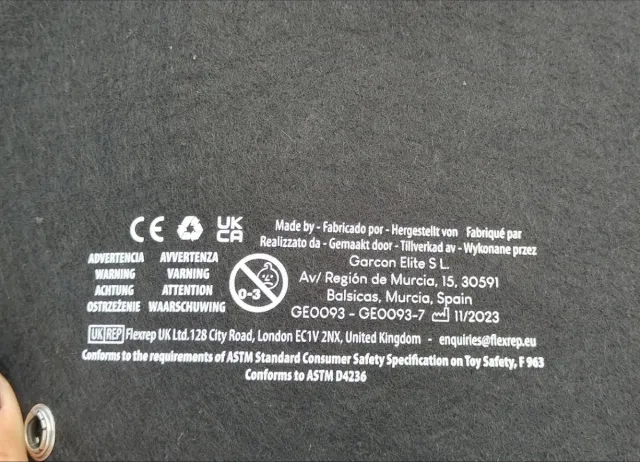 CE UK CA
Made by - Fabricado por - Hergestellt von Fabriqué par
Realizzato da - Gemaakt door - Tillverkad av - Wykonane przez
Garcon Elite S L.
Av/ Región de Murcia, 15, 30591
Balsicas, Murcia, Spain
GE0093 - GE0093-7 11/2023
ADVERTENCIA AVVERTENZA
WARNING VARNING
ACHTUNG ATTENTION
OSTRZEŻENIE WAARSCHUWING
0-3
UK REP Flexrep UK Ltd.128 City Road, London EC1V 2NX, United Kingdom - enquiries@flexrep.eu
Conforms to the requirements of ASTM Standard Consumer Safety Specification on Toy Safety, F 963
Conforms to ASTM D4236